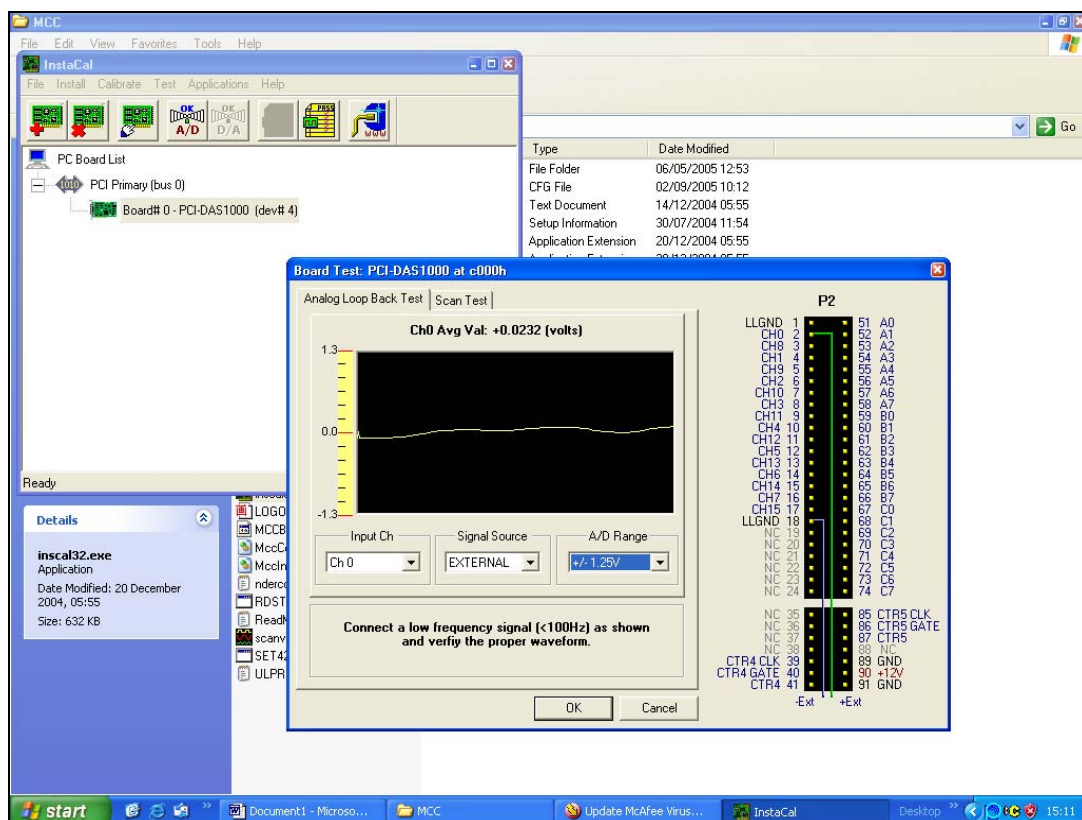 MCC
File Edit View Favorites Tools Help
InstaCal
File Install Calibrate Test Applications Help
OK A/D
OK D/A
PASS
WWW
Go
PC Board List
1010 PCI Primary (bus 0)
Board# 0 - PCI-DAS1000 (dev# 4)
Ready
Type Date Modified
File Folder 06/05/2005 12:53
CFG File 02/09/2005 10:12
Text Document 14/12/2004 05:55
Setup Information 30/07/2004 11:54
Application Extension 20/12/2004 05:55
Board Test: PCI-DAS1000 at c000h
Analog Loop Back Test Scan Test
Ch0 Avg Val: +0.0232 (volts)
1.3
0.0
-1.3
Input Ch Signal Source A/D Range
Ch 0 EXTERNAL +/- 1.25V
Connect a low frequency signal (<100Hz) as shown
and verfiy the proper waveform.
OK Cancel
P2
LLGND 1 51 A0
CH0 2 52 A1
CH8 3 53 A2
CH1 4 54 A3
CH9 5 55 A4
CH2 6 56 A5
CH10 7 57 A6
CH3 8 58 A7
CH11 9 59 B0
CH4 10 60 B1
CH12 11 61 B2
CH5 12 62 B3
CH13 13 63 B4
CH6 14 64 B5
CH14 15 65 B6
CH7 16 66 B7
CH15 17 67 C0
LLGND 18 68 C1
NC 19 69 C2
NC 20 70 C3
NC 21 71 C4
NC 22 72 C5
NC 23 73 C6
NC 24 74 C7
NC 35 85 CTR5 CLK
NC 36 86 CTR5 GATE
NC 37 87 CTR5
NC 38 88 NC
CTR4 CLK 39 89 GND
CTR4 GATE 40 90 +12V
CTR4 41 91 GND
-Ext +Ext
Details
inscal32.exe
Application
Date Modified: 20 December
2004, 05:55
Size: 632 KB
LOGO
MCCB
MccC
MccIn
nderc
RDST
ReadM
scanv
SET42
ULPR
start
Document1 - Microso...
MCC
Update McAfee Virus...
InstaCal
Desktop
15:11